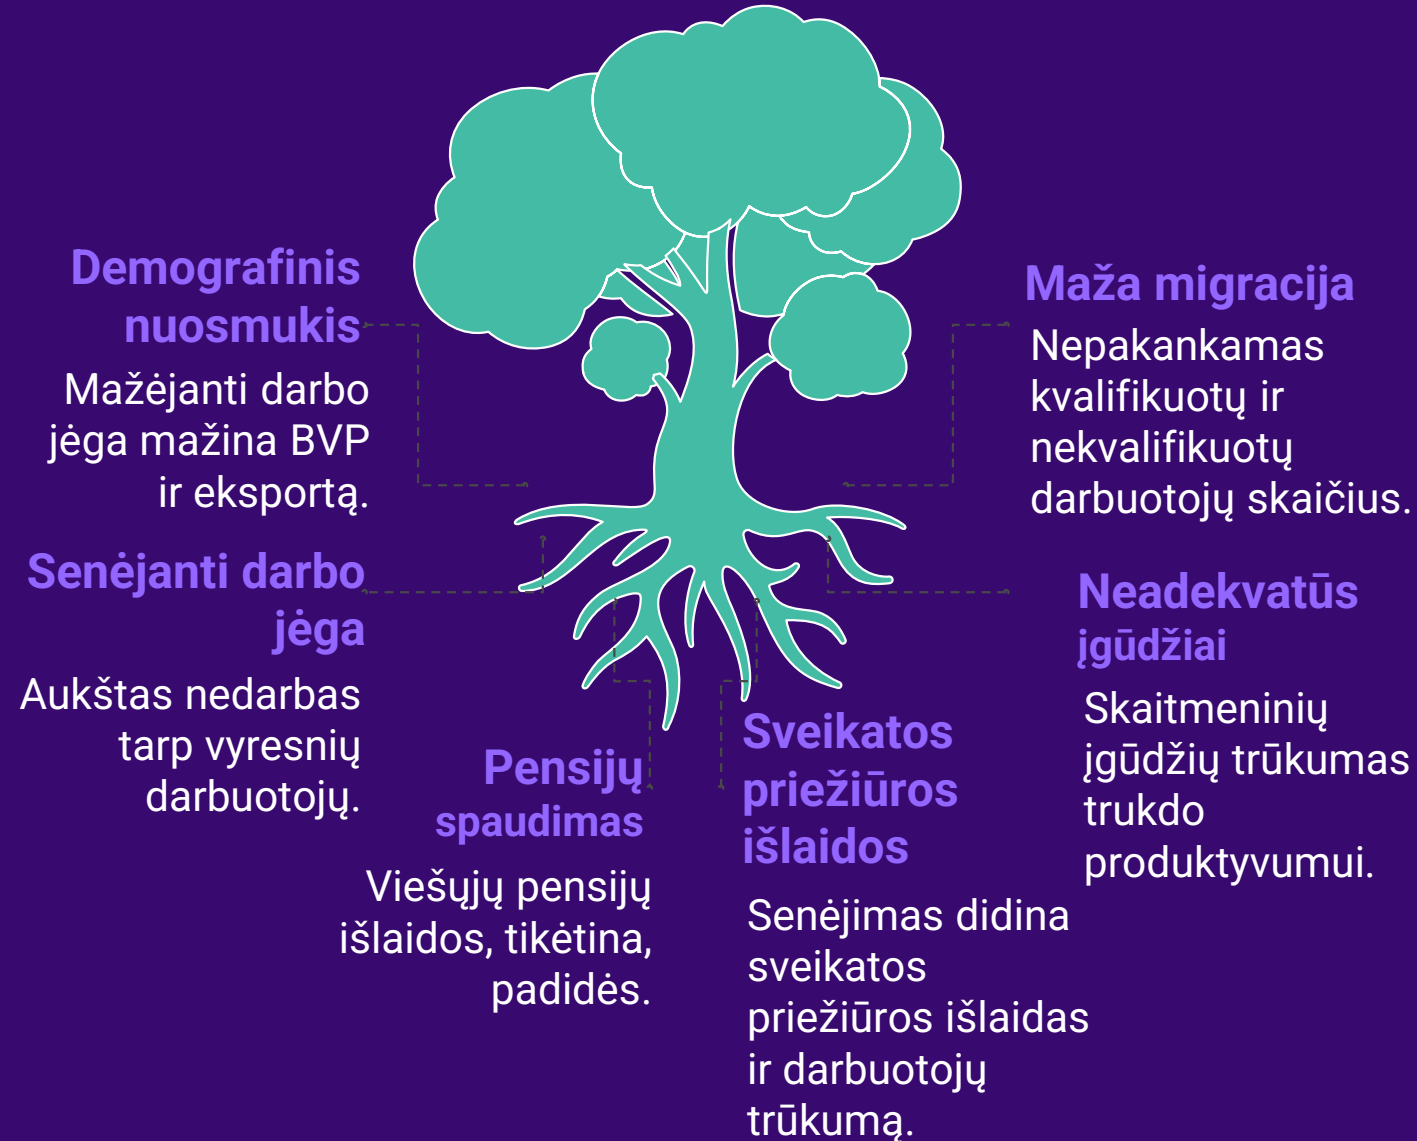 Demografinis
nuosmukis
Mažėjanti darbo
jėga mažina BVP
ir eksportą.
Senėjanti darbo
jėga
Aukštas nedarbas
tarp vyresnių
darbuotojų.
Pensijų
spaudimas
Viešųjų pensijų
išlaidos, tikėtina,
padidės.
Sveikatos
priežiūros
išlaidos
Senėjimas didina
sveikatos
priežiūros išlaidas
ir darbuotojų
trūkumą.
Maža migracija
Nepakankamas
kvalifikuotų ir
nekvalifikuotų
darbuotojų skaičius.
Neadekvatūs
įgūdžiai
Skaitmeninių
įgūdžių trūkumas
trukdo
produktyvumui.